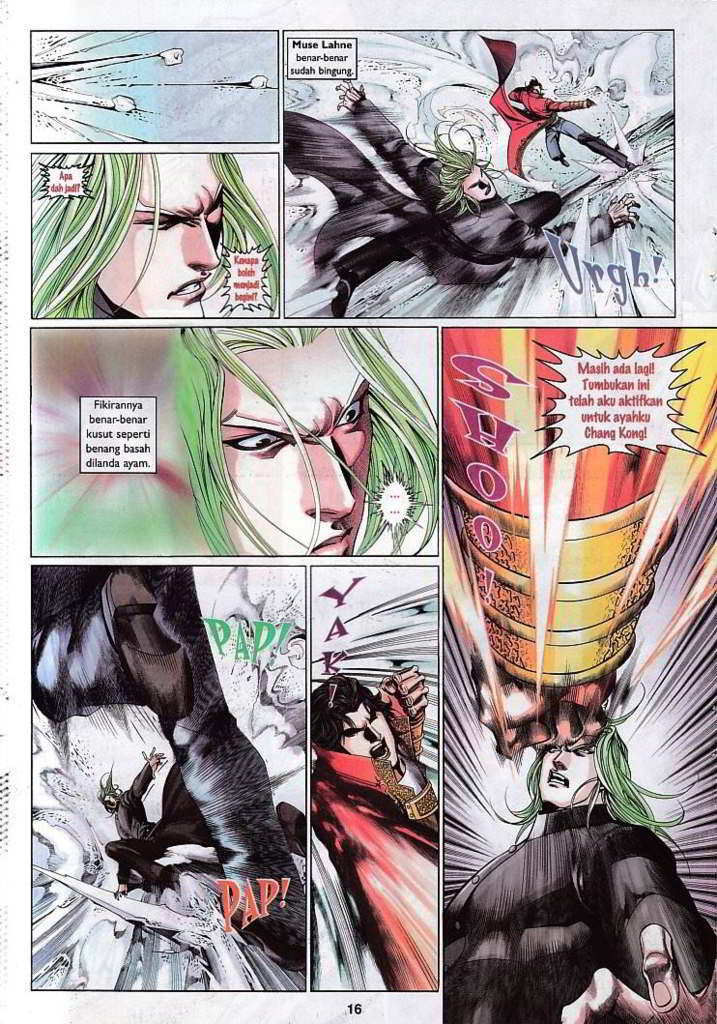 Muse Lahne
benar-benar
sudah bingung.
Urgh!
Apa
dah jadi?
Kenapa
boleh
menjadi
begini?
Fikirannya
benar-benar
kusut seperti
benang basah
dilanda ayam.
...
...
SHOO!
Masih ada lagi!
Tumbukan ini
telah aku aktifkan
untuk ayahku
Chang Kong!
PAP!
PAP!
YAK!
16